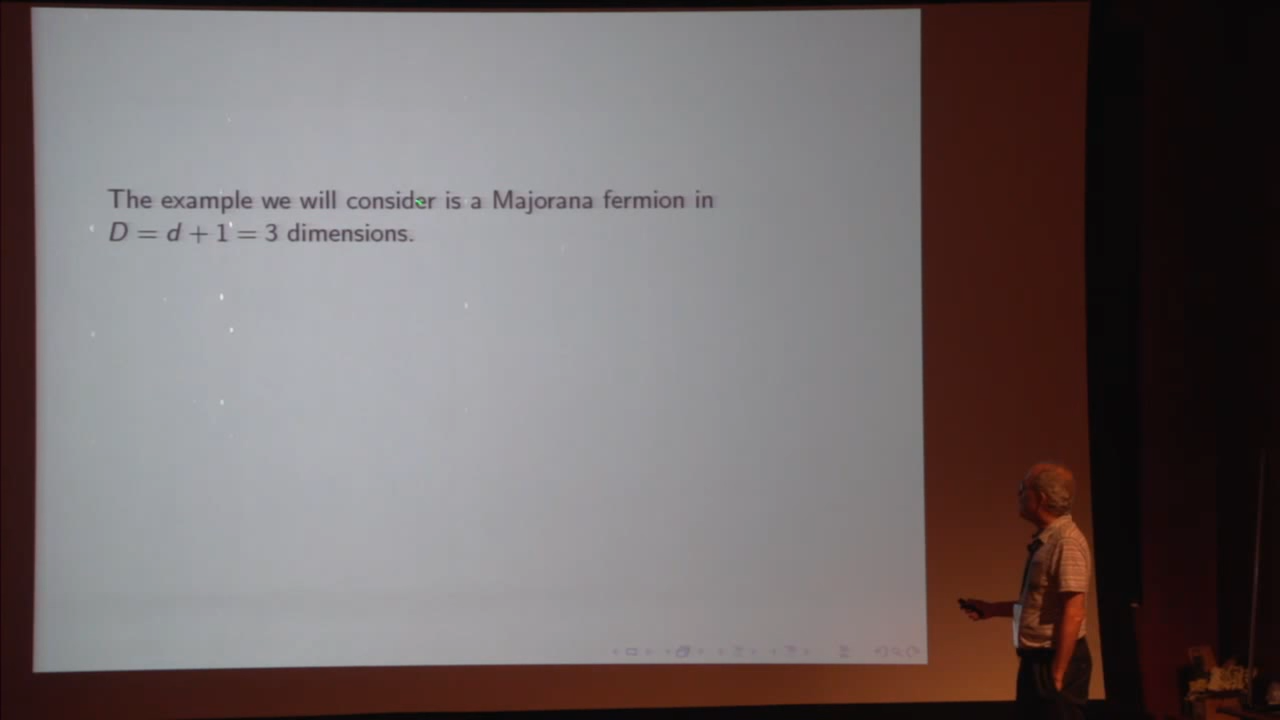 The example we will consider is a Majorana fermion in
D = d + 1 = 3 dimensions.